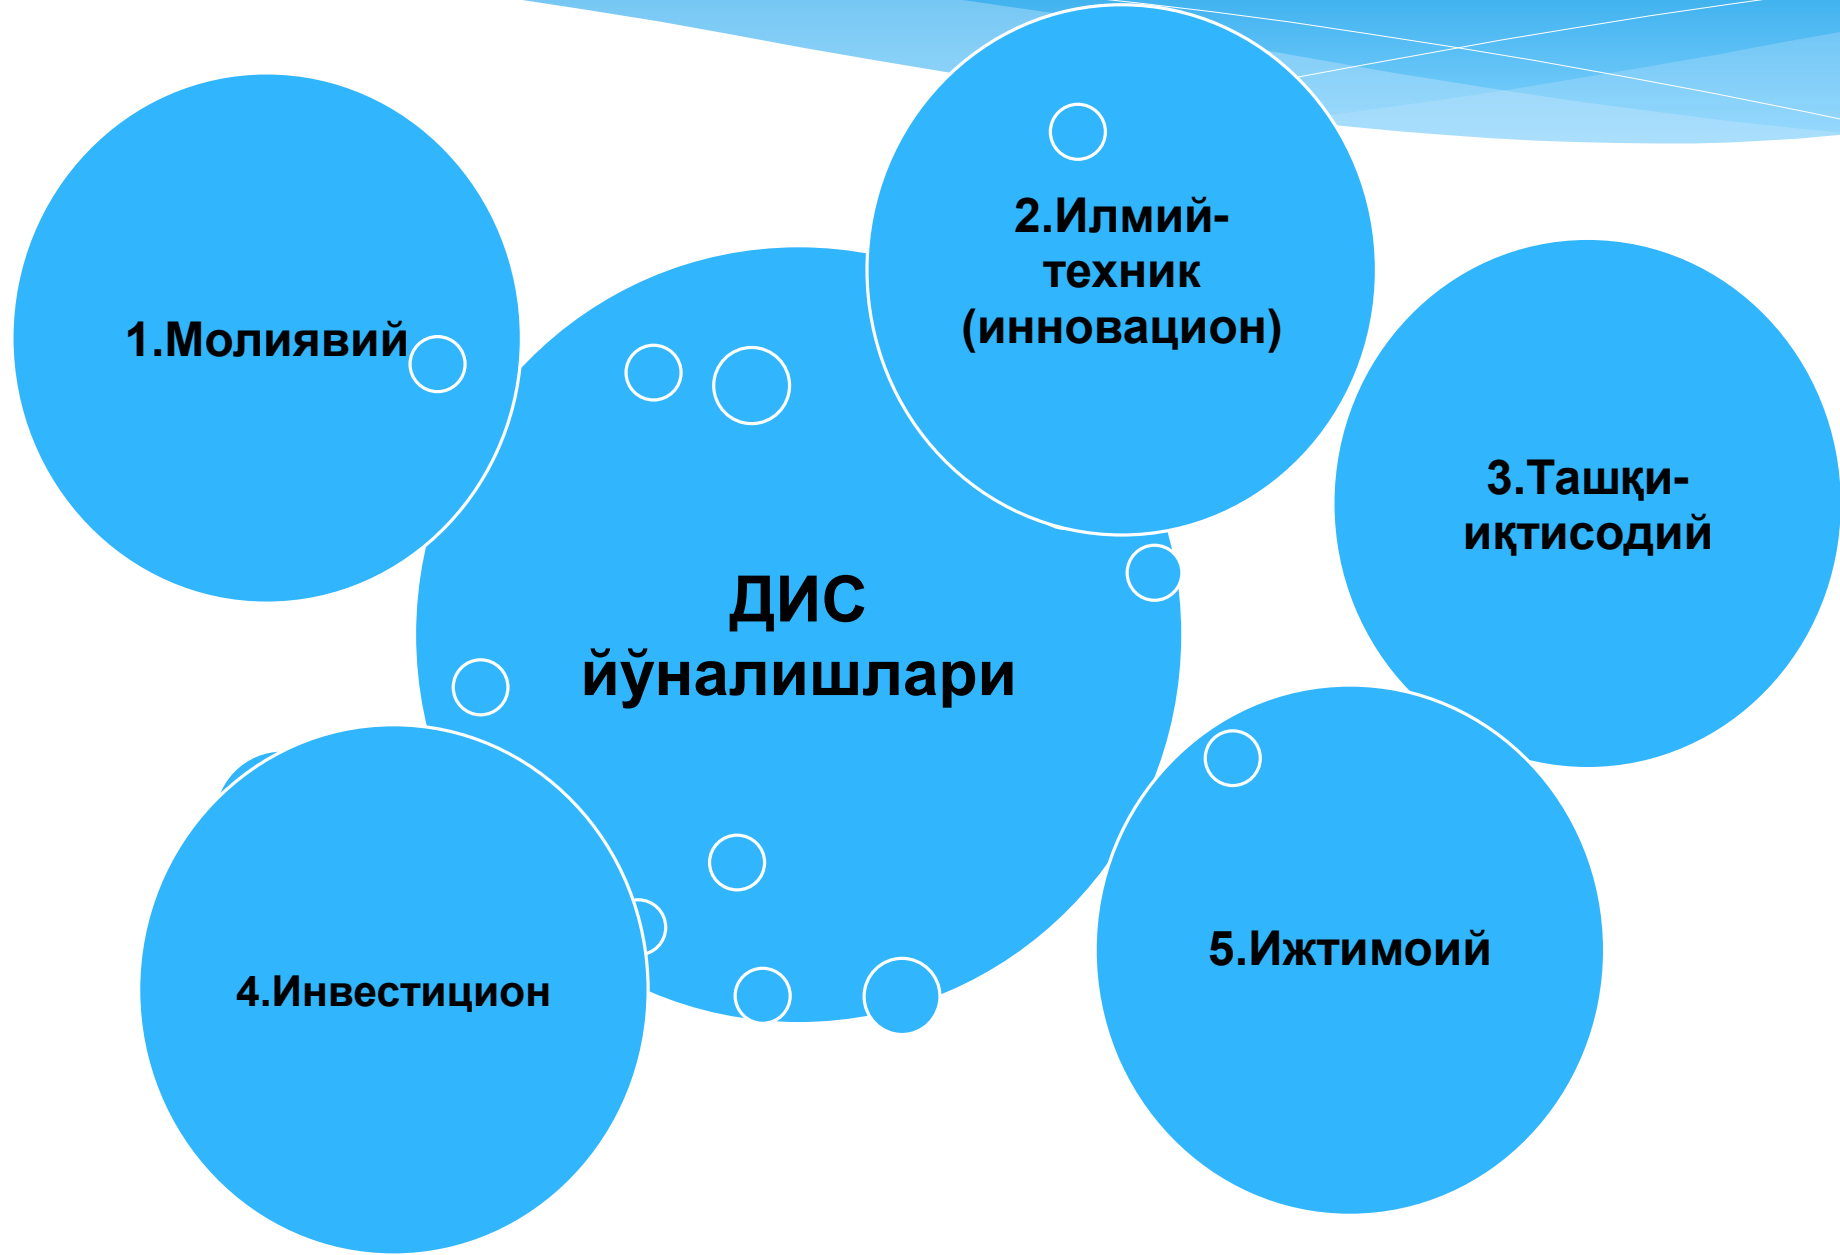 1.Молиявий
2.Илмий-
техник
(инновацион)
3.Ташқи-
иқтисодий
ДИС
йўналишлари
4.Инвестицион
5.Ижтимоий